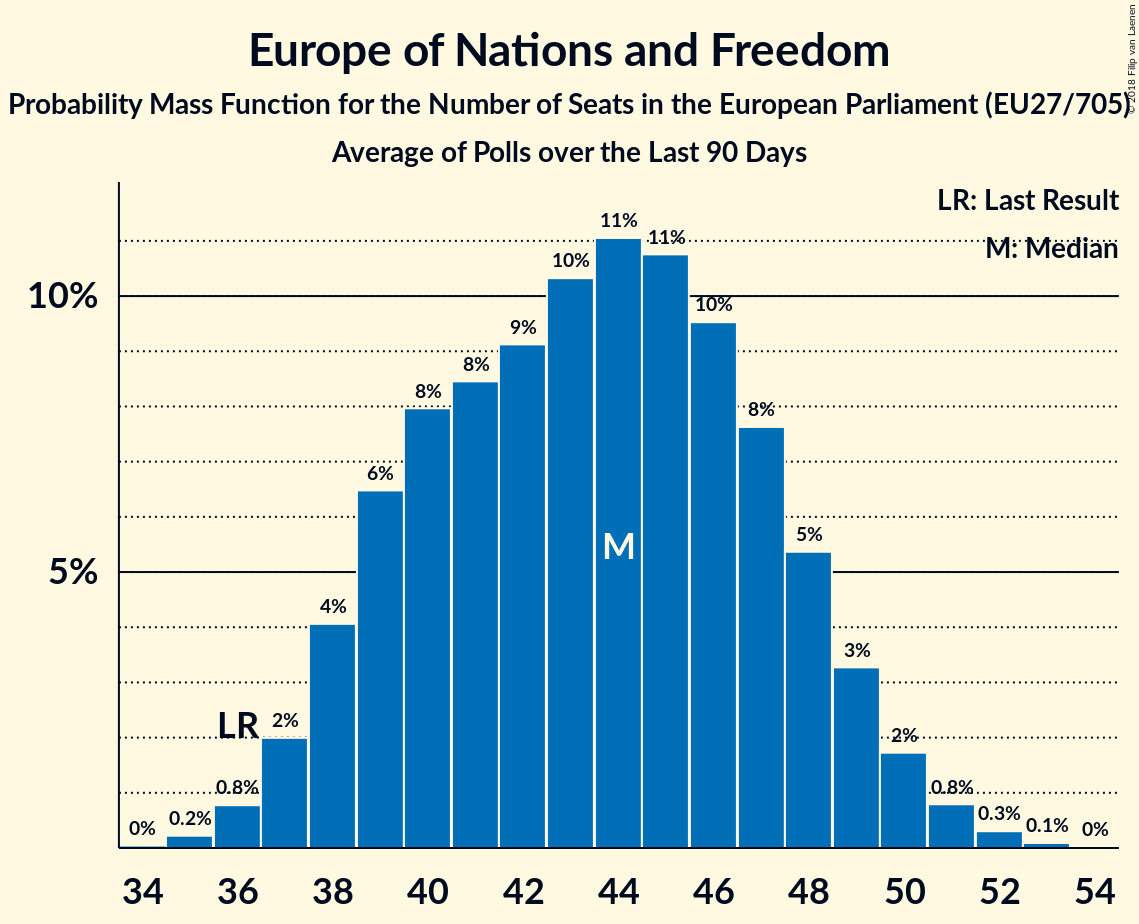 Europe of Nations and Freedom
Probability Mass Function for the Number of Seats in the European Parliament (EU27/705)
Average of Polls over the Last 90 Days
© 2018 Filip van Laenen
LR: Last Result
M: Median
10%
5%
0%
0.2%
0.8%
LR
2%
4%
6%
8%
8%
9%
10%
11%
M
11%
10%
8%
5%
3%
2%
0.8%
0.3%
0.1%
0%
34 36 38 40 42 44 46 48 50 52 54